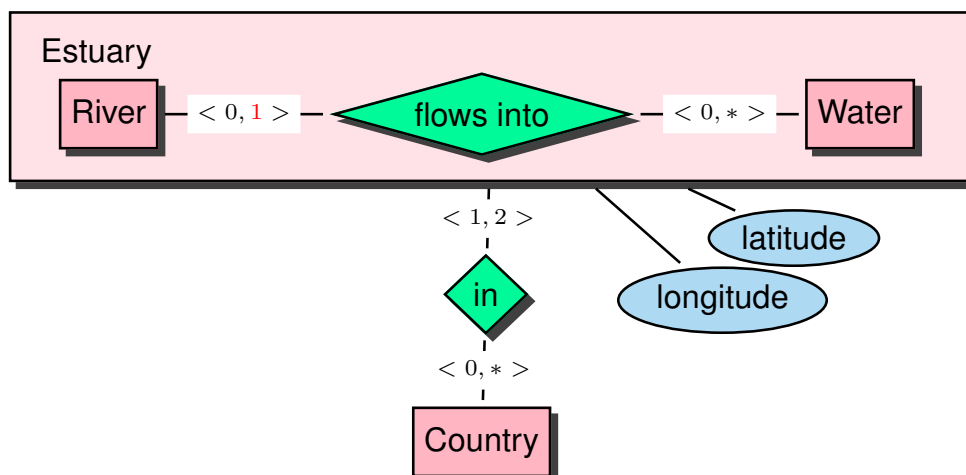 Estuary
River < 0, 1 > flows into < 0, ∗ > Water
< 1, 2 >
latitude
in
longitude
< 0, ∗ >
Country